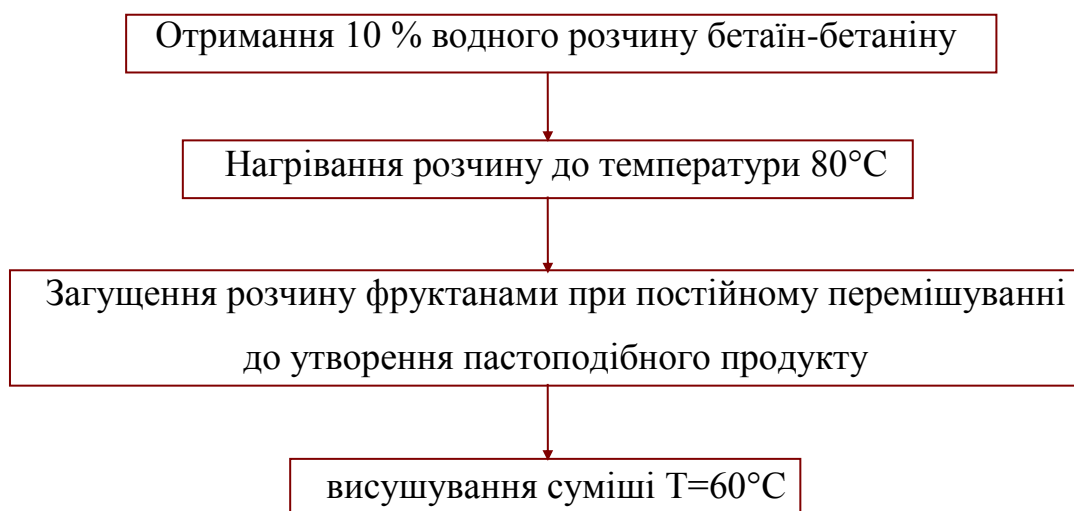 Отримання 10 % водного розчину бетаїн-бетаніну
Нагрівання розчину до температури 80°С
Загущення розчину фруктанами при постійному перемішуванні
до утворення пастоподібного продукту
висушування суміші Т=60°С